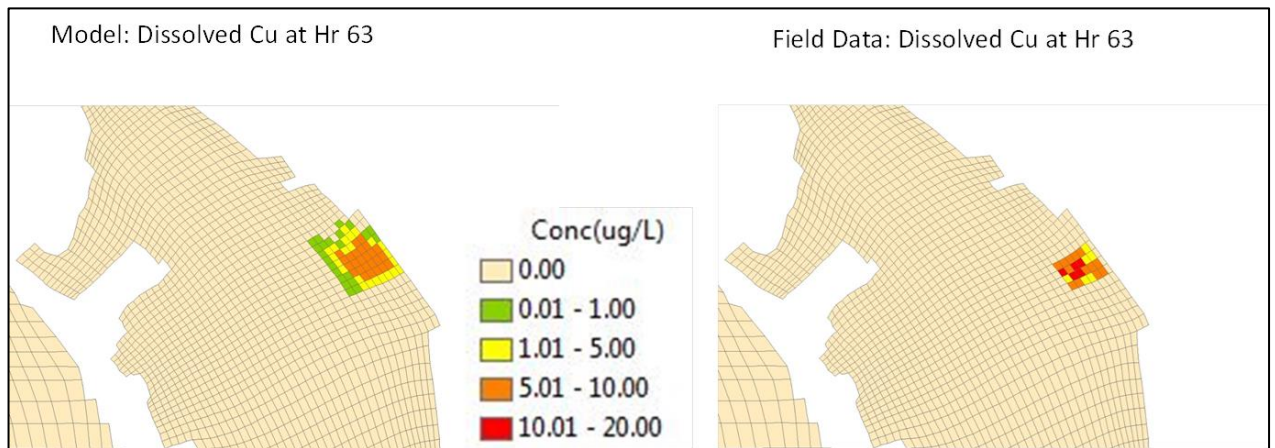 Model: Dissolved Cu at Hr 63
Field Data: Dissolved Cu at Hr 63
Conc(ug/L)
0.00
0.01 - 1.00
1.01 - 5.00
5.01 - 10.00
10.01 - 20.00